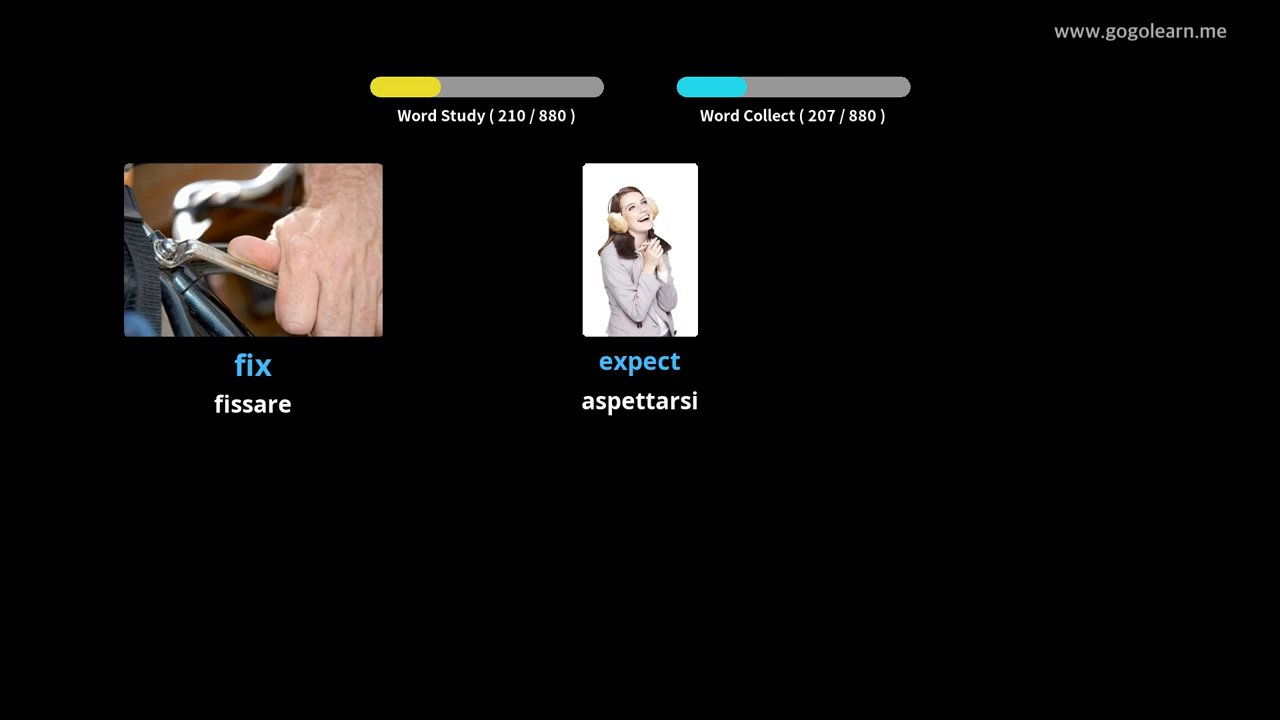 www.gogolearn.me
Word Study ( 210 / 880 )
Word Collect ( 207 / 880 )
fix
fissare
expect
aspettarsi